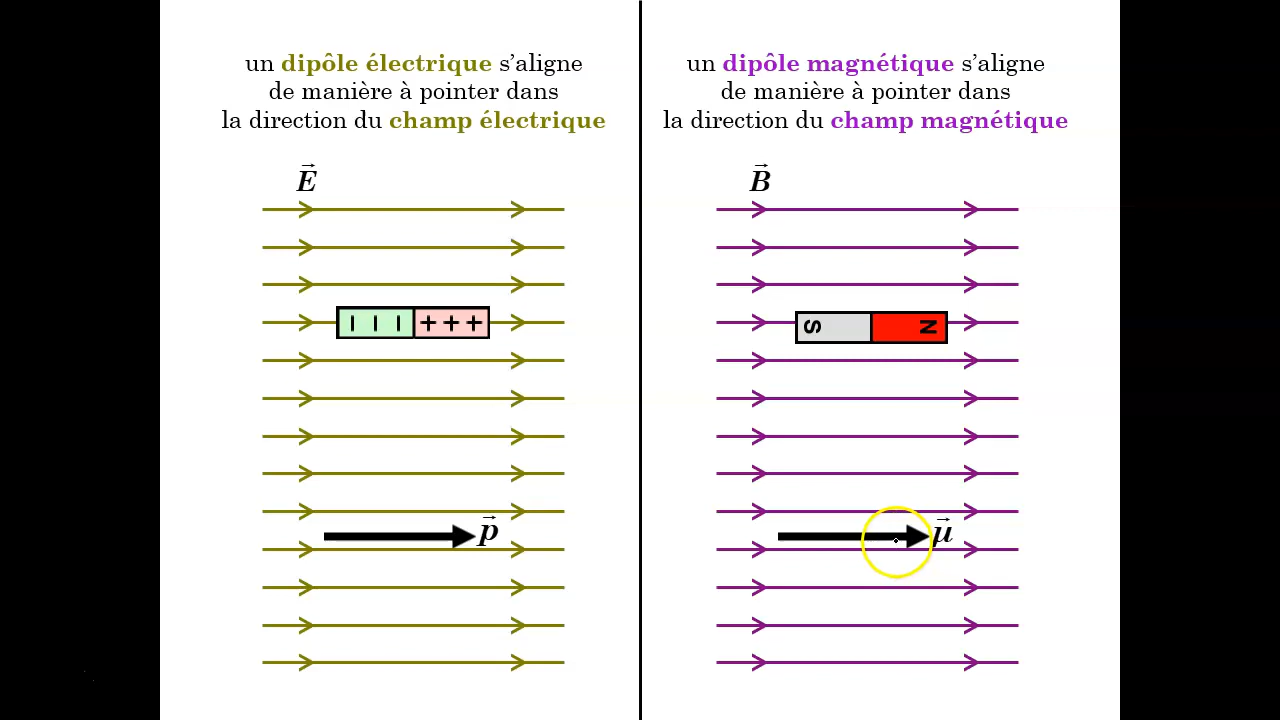 un dipôle électrique s'aligne
de manière à pointer dans
la direction du champ électrique
E⃗
− − − + + +
p⃗
un dipôle magnétique s'aligne
de manière à pointer dans
la direction du champ magnétique
B⃗
S N
μ⃗